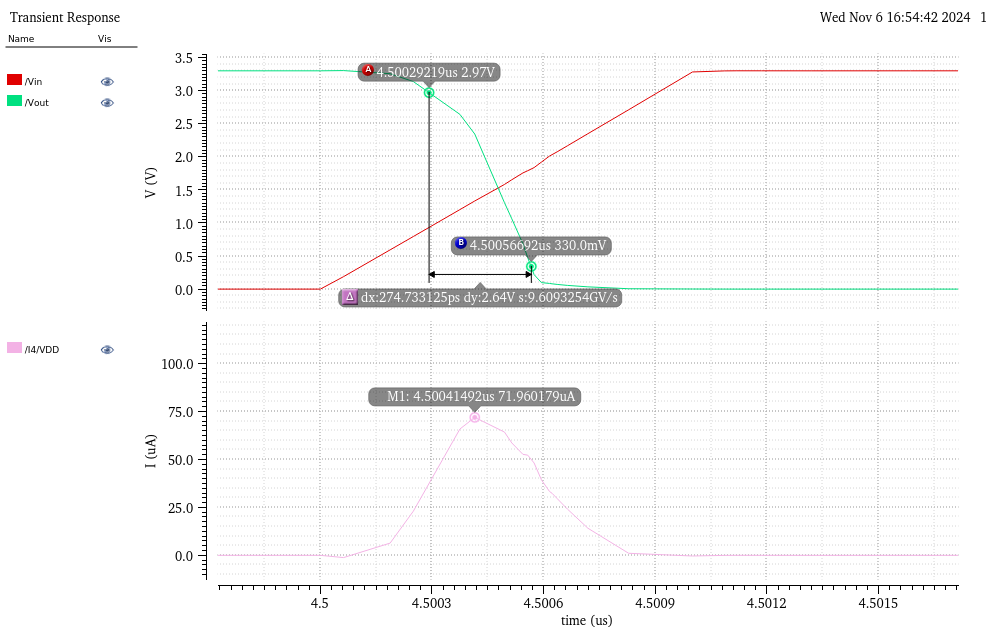 Transient Response
Wed Nov 6 16:54:42 2024 1
Name Vis
/Vin
/Vout
/I4/VDD
V (V)
3.5
3.0
2.5
2.0
1.5
1.0
0.5
0.0
A 4.50029219us 2.97V
B 4.50056692us 330.0mV
Δ dx:274.733125ps dy:2.64V s:9.6093254GV/s
I (uA)
100.0
75.0
50.0
25.0
0.0
M1: 4.50041492us 71.960179uA
4.5 4.5003 4.5006 4.5009 4.5012 4.5015
time (us)